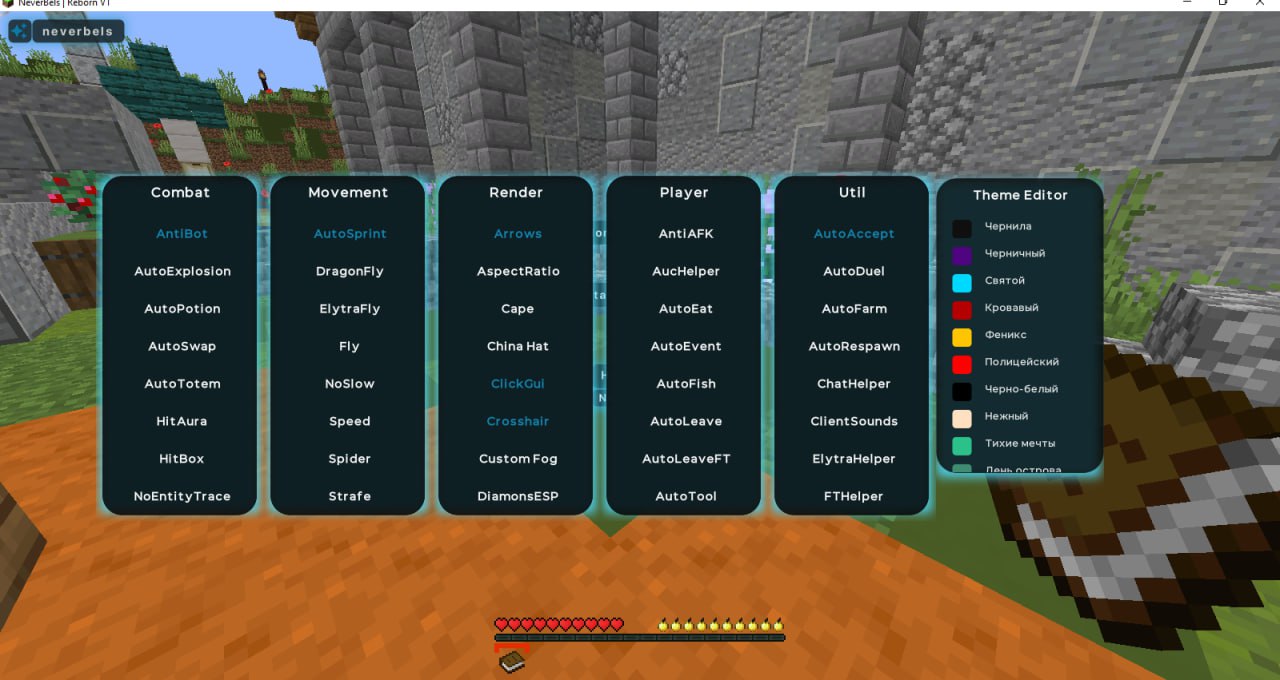 NeverBels | Reborn V1
neverbels
Combat
AntiBot
AutoExplosion
AutoPotion
AutoSwap
AutoTotem
HitAura
HitBox
NoEntityTrace
Movement
AutoSprint
DragonFly
ElytraFly
Fly
NoSlow
Speed
Spider
Strafe
Render
Arrows
AspectRatio
Cape
China Hat
ClickGui
Crosshair
Custom Fog
DiamonsESP
Player
AntiAFK
AucHelper
AutoEat
AutoEvent
AutoFish
AutoLeave
AutoLeaveFT
AutoTool
Util
AutoAccept
AutoDuel
AutoFarm
AutoRespawn
ChatHelper
ClientSounds
ElytraHelper
FTHelper
Theme Editor
Чернила
Черничный
Святой
Кровавый
Феникс
Полицейский
Черно-белый
Нежный
Тихие мечты
День острова